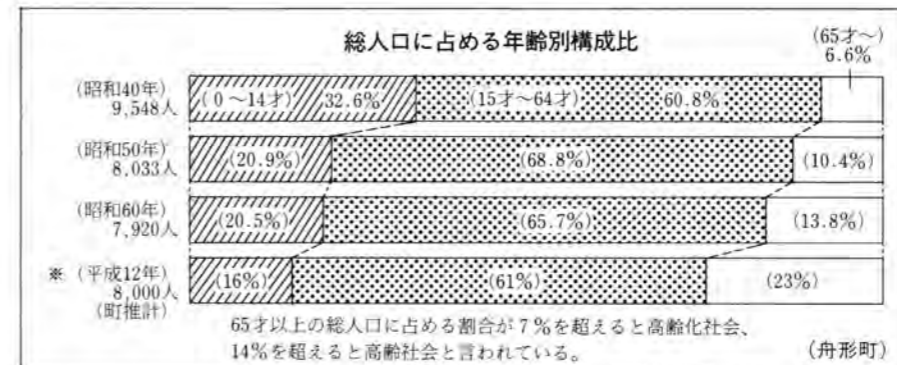 総人口に占める年齢別構成比
(65才～)
6.6%
(昭和40年)
9,548人
(0～14才) 32.6% (15才～64才) 60.8%
(昭和50年)
8,033人
(20.9%) (68.8%) (10.4%)
(昭和60年)
7,920人
(20.5%) (65.7%) (13.8%)
※ (平成12年)
8,000人
(町推計)
(16%) (61%) (23%)
65才以上の総人口に占める割合が7%を超えると高齢化社会、
14%を超えると高齢社会と言われている。
(舟形町)